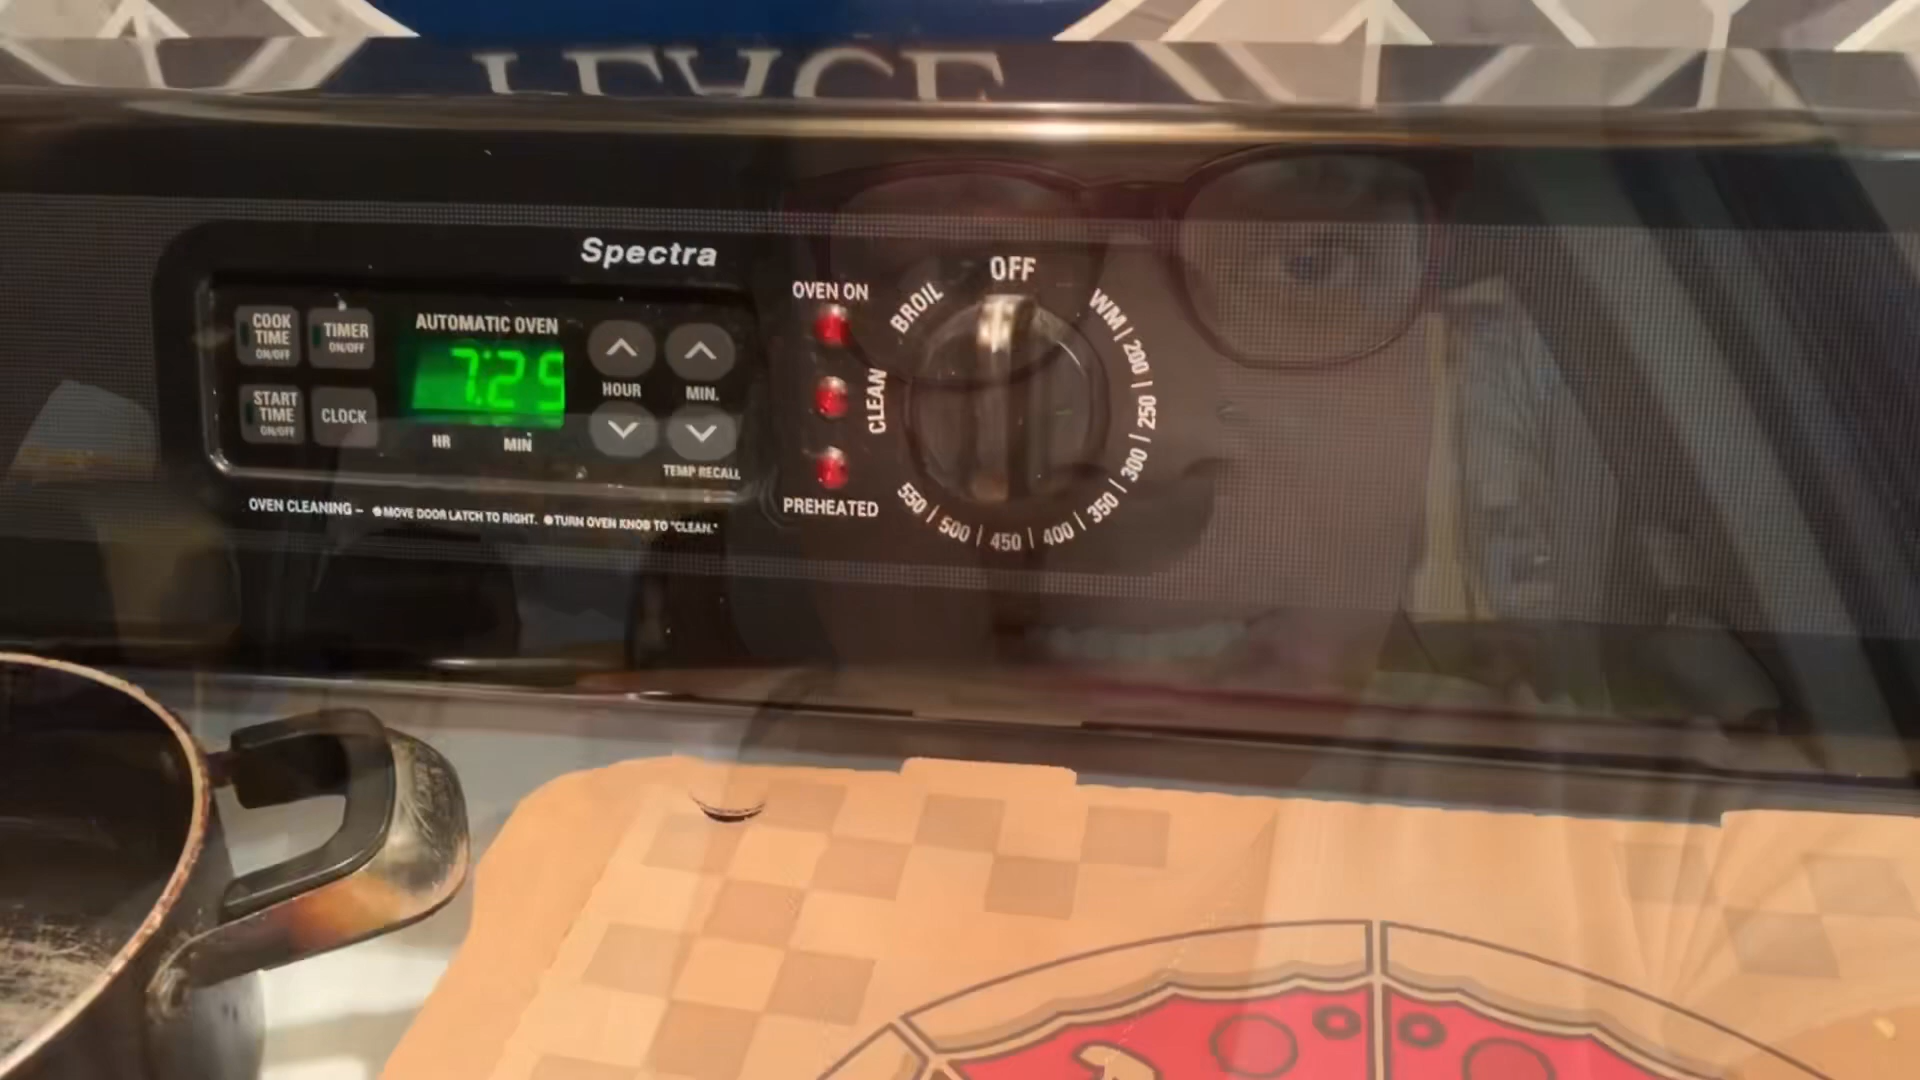 Spectra
COOK TIME ON/OFF
TIMER ON/OFF
START TIME ON/OFF
CLOCK
AUTOMATIC OVEN
7:29
HR MIN
HOUR
MIN.
TEMP RECALL
OVEN CLEANING – ●MOVE DOOR LATCH TO RIGHT. ●TURN OVEN KNOB TO "CLEAN."
OVEN ON
PREHEATED
OFF
WM
200
250
300
350
400
450
500
550
CLEAN
BROIL